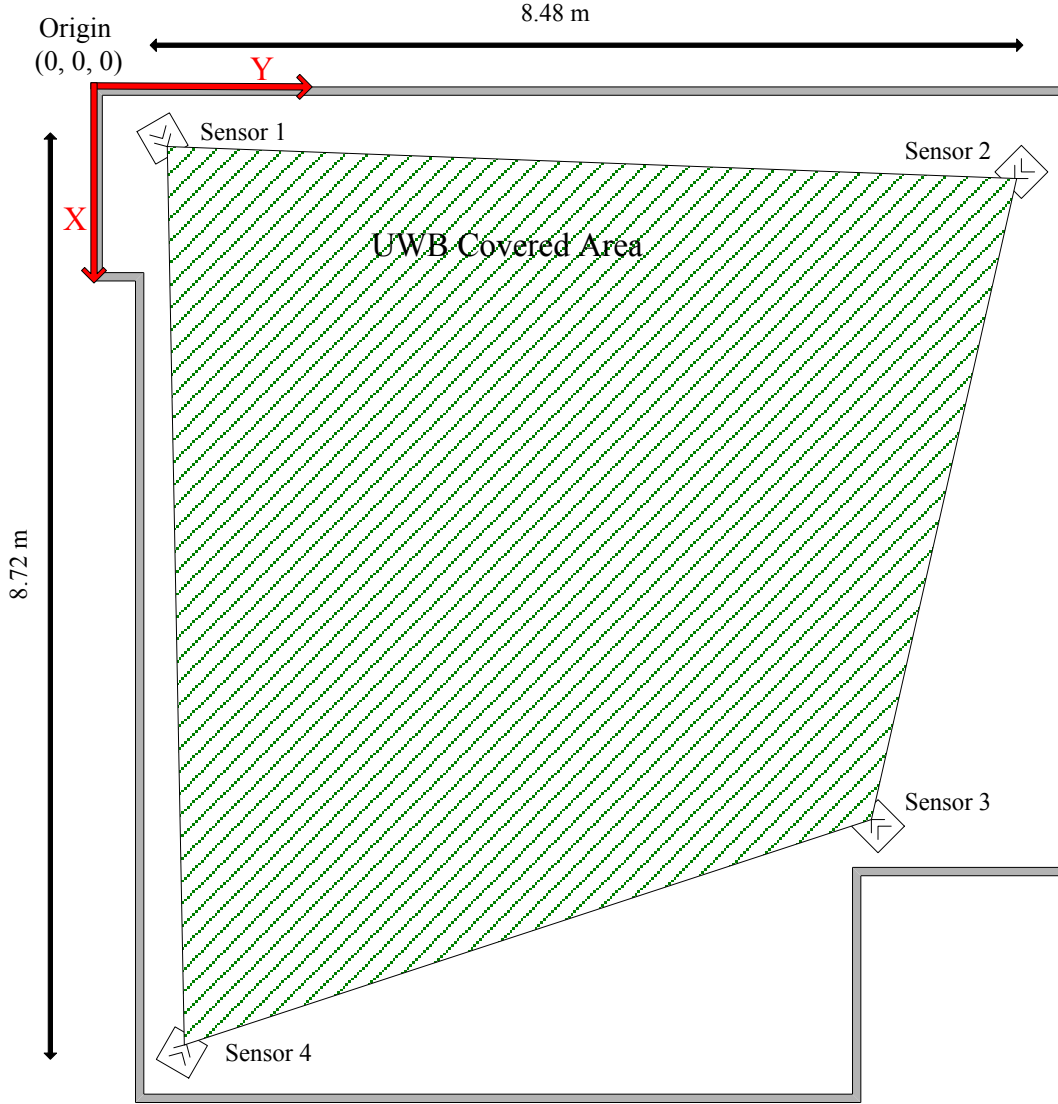 8.48 m
Origin
(0, 0, 0)
Y
Sensor 1
Sensor 2
X
UWB Covered Area
8.72 m
Sensor 3
Sensor 4